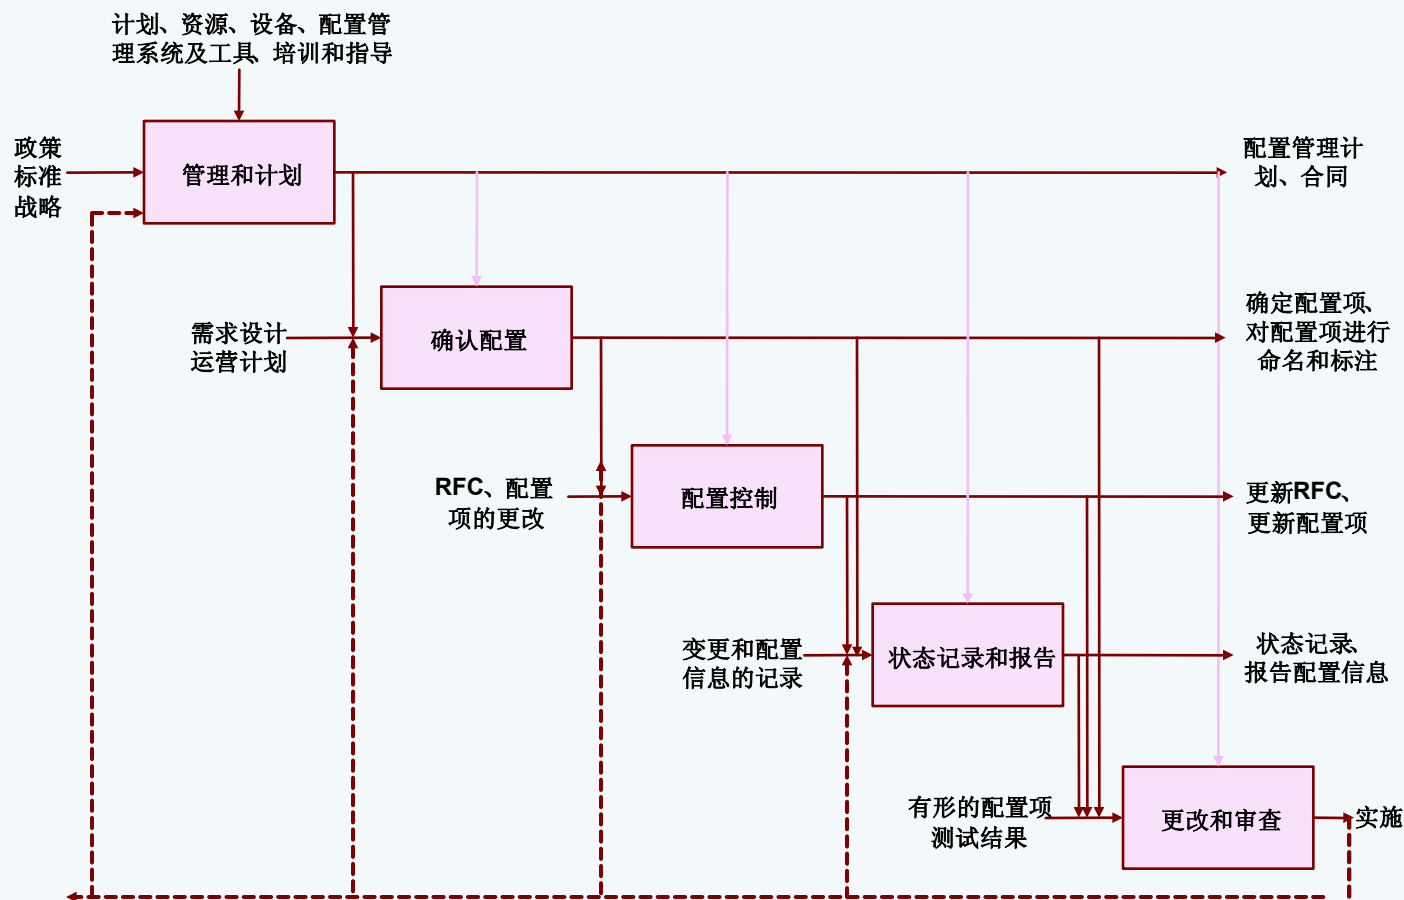 计划、资源、设备、配置管
理系统及工具、培训和指导
政策
标准
战略
管理和计划
配置管理计
划、合同
需求设计
运营计划
确认配置
确定配置项、
对配置项进行
命名和标注
RFC、配置
项的更改
配置控制
更新RFC、
更新配置项
变更和配置
信息的记录
状态记录和报告
状态记录、
报告配置信息
有形的配置项
测试结果
更改和审查
实施